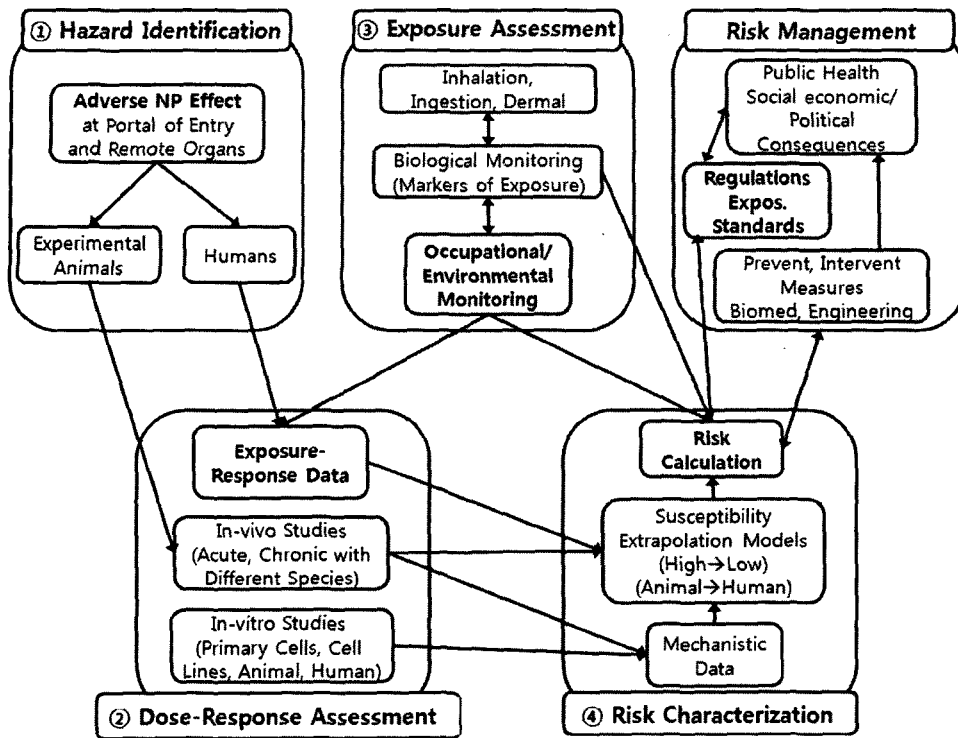 ① Hazard Identification
Adverse NP Effect
at Portal of Entry
and Remote Organs
Experimental
Animals
Humans
③ Exposure Assessment
Inhalation,
Ingestion, Dermal
Biological Monitoring
(Markers of Exposure)
Occupational/
Environmental
Monitoring
Risk Management
Public Health
Social economic/
Political
Consequences
Regulations
Expos.
Standards
Prevent, Intervent
Measures
Biomed, Engineering
Exposure-
Response Data
In-vivo Studies
(Acute, Chronic with
Different Species)
In-vitro Studies
(Primary Cells, Cell
Lines, Animal, Human)
② Dose-Response Assessment
Risk
Calculation
Susceptibility
Extrapolation Models
(High→Low)
(Animal→Human)
Mechanistic
Data
④ Risk Characterization